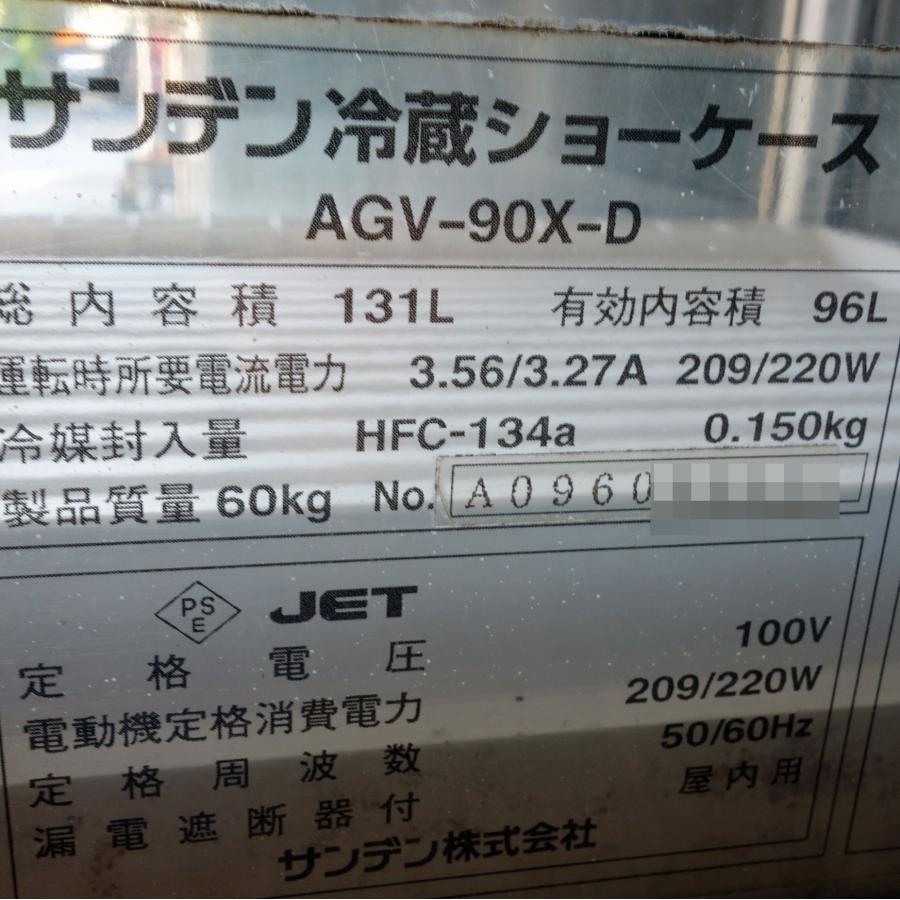 サンデン冷蔵ショーケース
AGV-90X-D
総内容積 131L 有効内容積 96L
運転時所要電流電力 3.56/3.27A 209/220W
冷媒封入量 HFC-134a 0.150kg
製品質量 60kg No. A0960
PSE JET
定格電圧 100V
電動機定格消費電力 209/220W
定格周波数 50/60Hz
漏電遮断器付 屋内用
サンデン株式会社